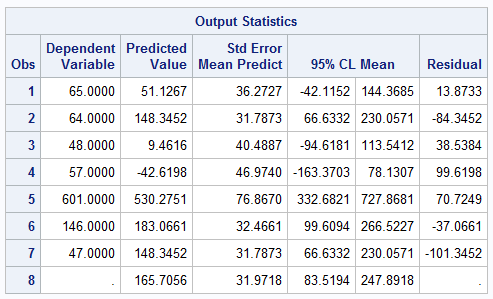 Output Statistics
Obs Dependent Variable Predicted Value Std Error Mean Predict 95% CL Mean Residual
1 65.0000 51.1267 36.2727 -42.1152 144.3685 13.8733
2 64.0000 148.3452 31.7873 66.6332 230.0571 -84.3452
3 48.0000 9.4616 40.4887 -94.6181 113.5412 38.5384
4 57.0000 -42.6198 46.9740 -163.3703 78.1307 99.6198
5 601.0000 530.2751 76.8670 332.6821 727.8681 70.7249
6 146.0000 183.0661 32.4661 99.6094 266.5227 -37.0661
7 47.0000 148.3452 31.7873 66.6332 230.0571 -101.3452
8 . 165.7056 31.9718 83.5194 247.8918 .